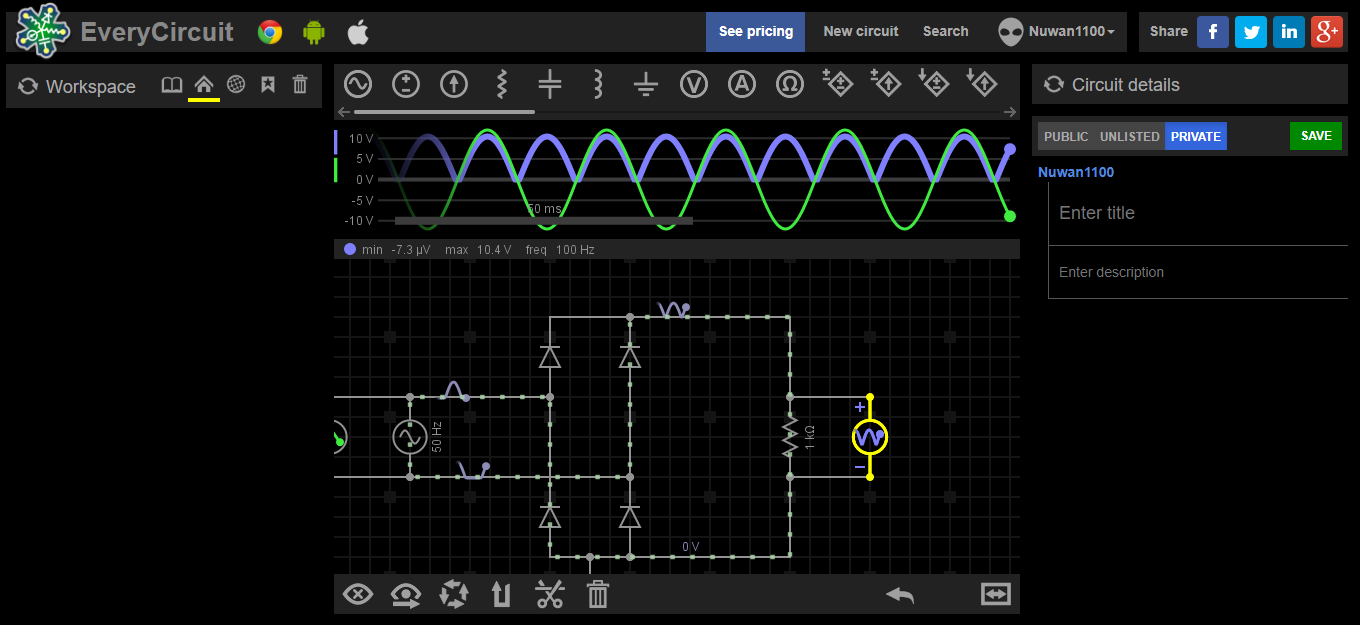 EveryCircuit
See pricing
New circuit
Search
Nuwan1100
Share
f
in
g+
Workspace
V
A
Ω
Circuit details
10 V
5 V
0 V
-5 V
-10 V
50 ms
min -7.3 µV max 10.4 V freq 100 Hz
PUBLIC UNLISTED PRIVATE
SAVE
Nuwan1100
Enter title
Enter description
50 Hz
1 kΩ
+
−
0 V